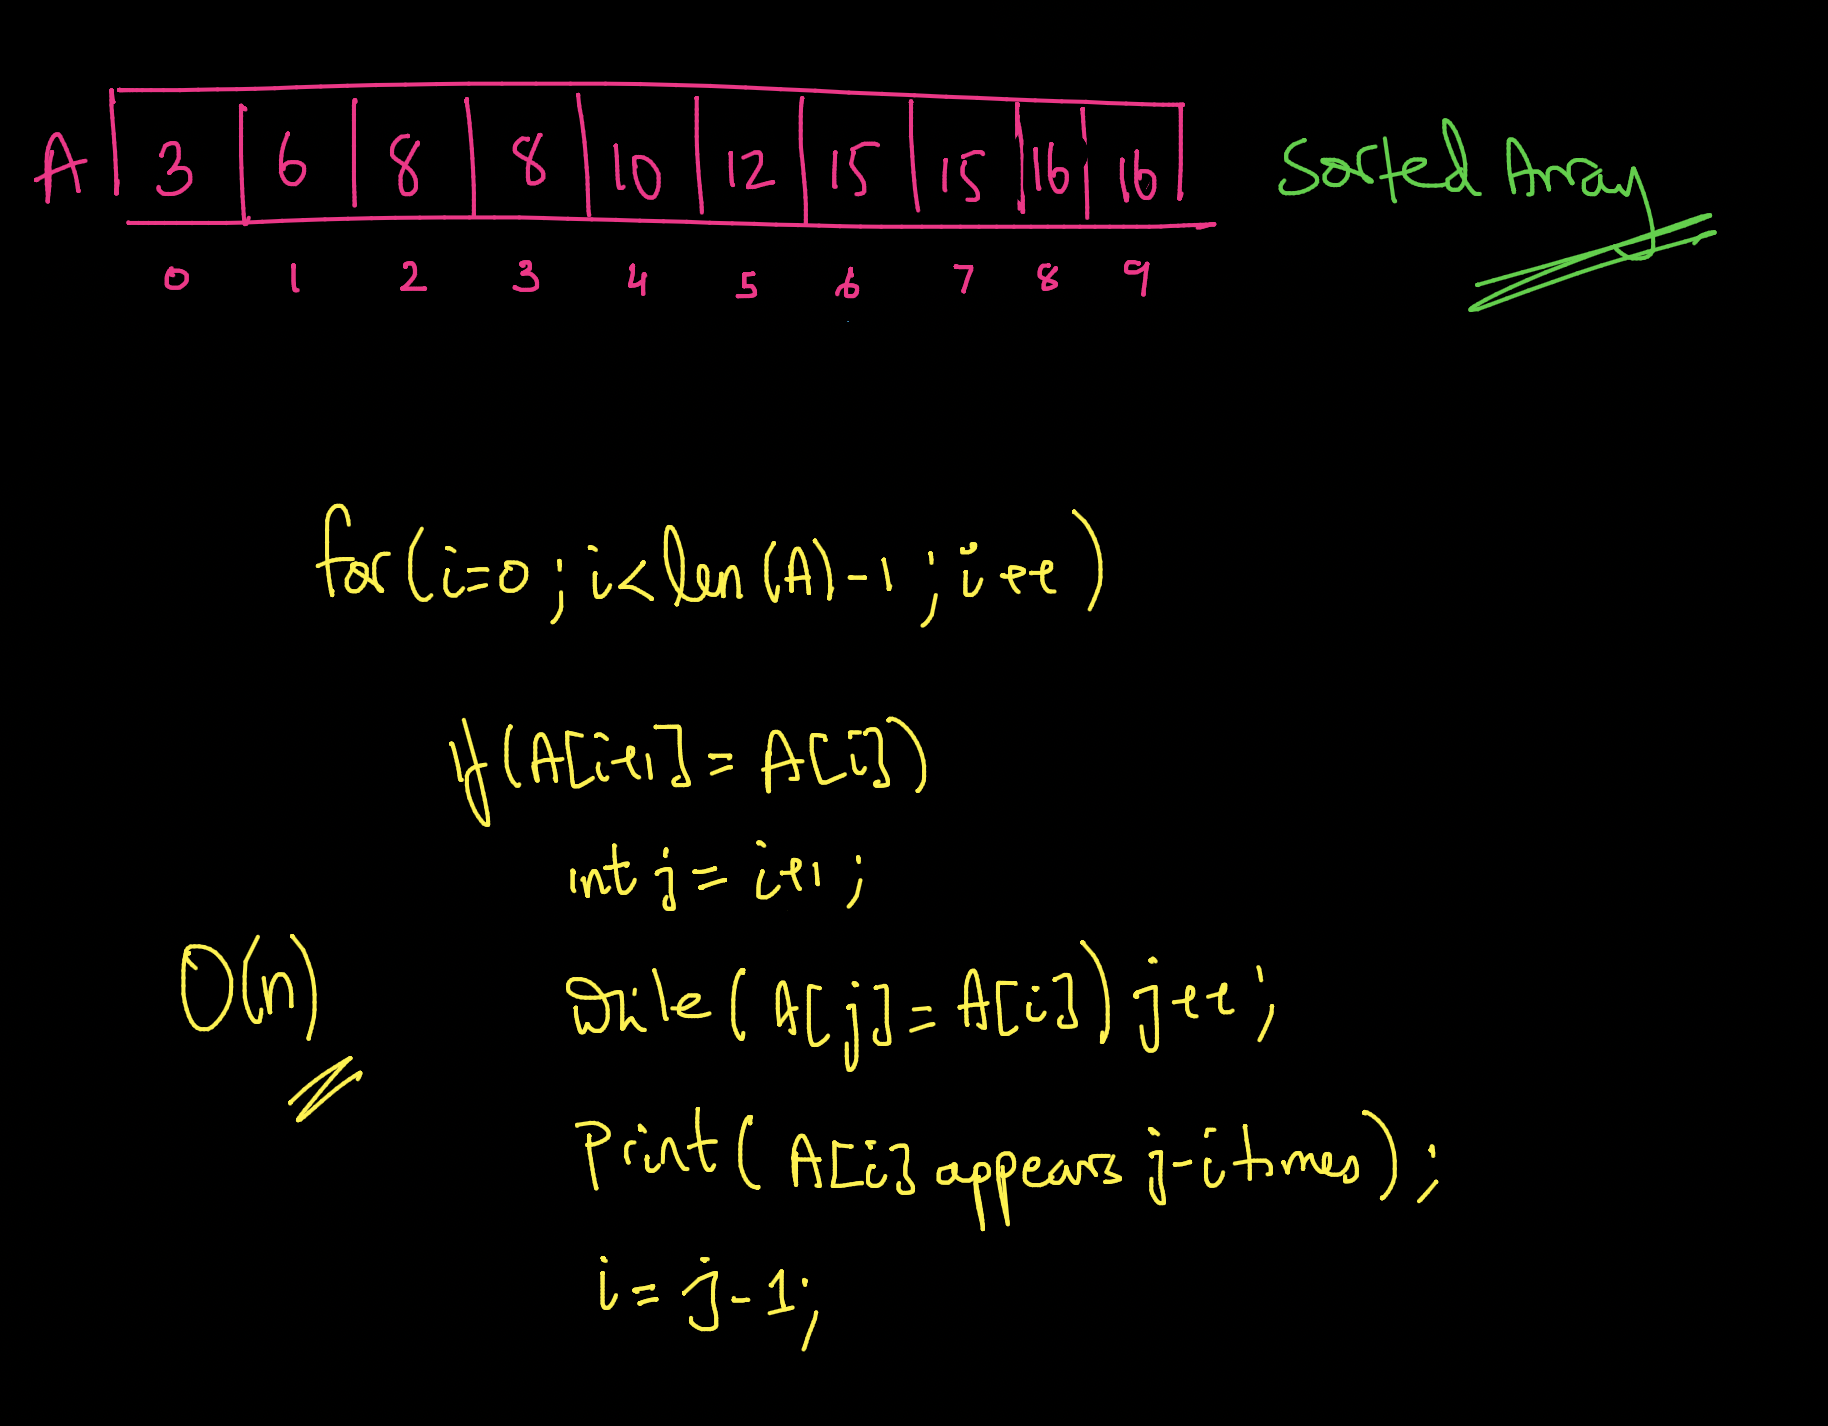 A 3 6 8 8 10 12 15 15 16 16 Sorted Array
0 1 2 3 4 5 6 7 8 9
for(i=0;i<len(A)-1;i++)
if(A[i+1]=A[i])
int j=i+1;
O(n)
while(A[j]=A[i])j++;
Print(A[i] appears j-i times);
i=j-1;